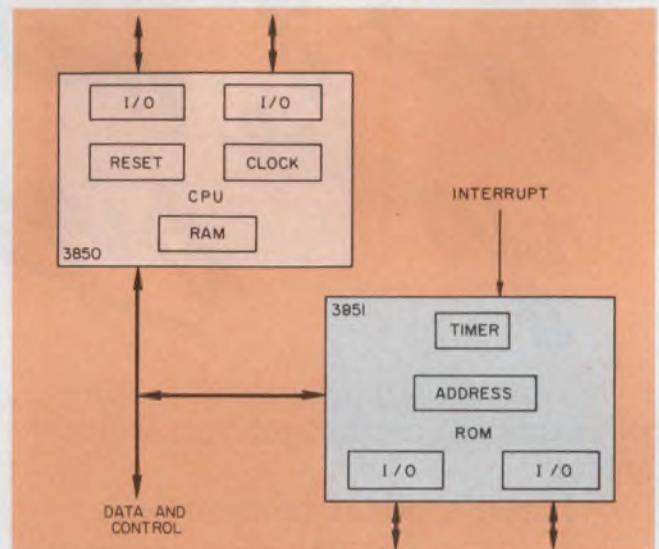 I/O I/O
RESET CLOCK
CPU
RAM
3850
INTERRUPT
3851
TIMER
ADDRESS
ROM
I/O I/O
DATA AND
CONTROL